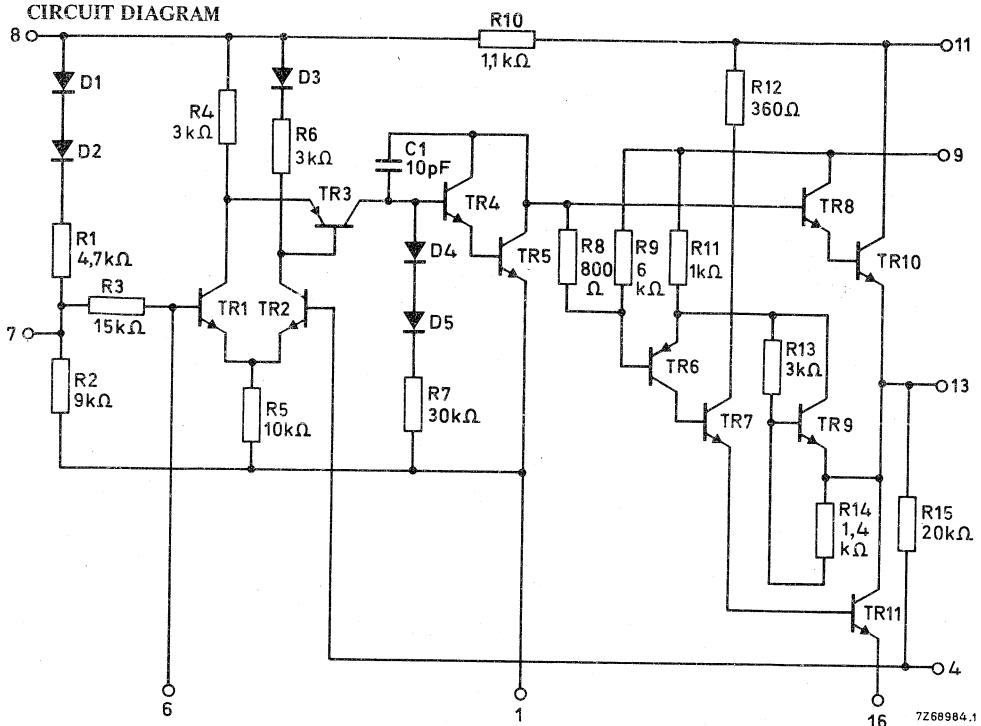 CIRCUIT DIAGRAM
8
R10
1,1kΩ
11
D1
D3
R4
3kΩ
R12
360Ω
D2
R6
3kΩ
C1
10pF
9
TR3
TR4
TR8
R1
4,7kΩ
TR5
R8
800
Ω
R9
6
kΩ
R11
1kΩ
TR10
D4
R3
15kΩ
TR1
TR2
7
D5
R13
3kΩ
TR6
13
R2
9kΩ
R7
30kΩ
R5
10kΩ
TR7
TR9
R14
1,4
kΩ
R15
20kΩ
TR11
4
6
1
16
7Z68984.1